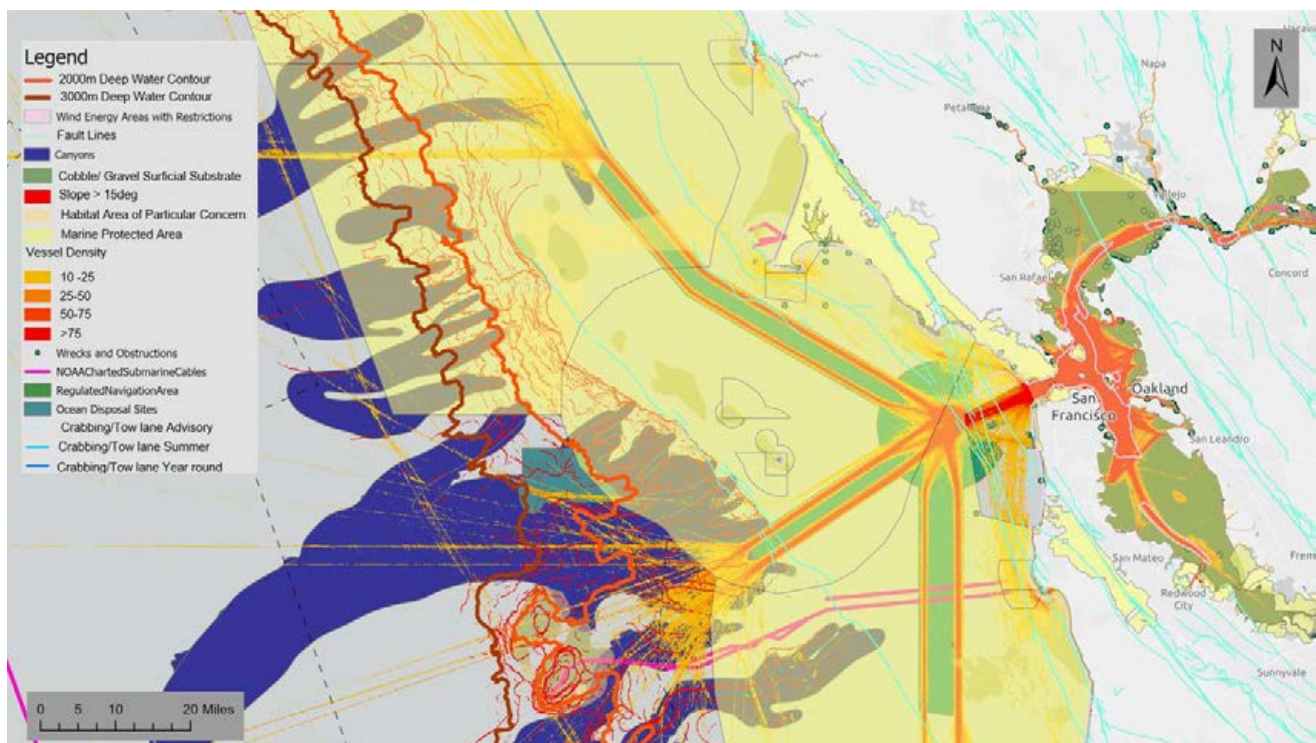 Legend
2000m Deep Water Contour
3000m Deep Water Contour
Wind Energy Areas with Restrictions
Fault Lines
Canyons
Cobble/ Gravel Surficial Substrate
Slope > 15deg
Habitat Area of Particular Concern
Marine Protected Area
Vessel Density
10 -25
25-50
50-75
>75
Wrecks and Obstructions
NOAAChartedSubmarineCables
RegulatedNavigationArea
Ocean Disposal Sites
Crabbing/Tow lane Advisory
Crabbing/Tow lane Summer
Crabbing/Tow lane Year round
0 5 10 20 Miles
N
Napa
San Rafael
Concord
Oakland
San
Francisco
San Leandro
San Mateo
Redwood
City
Sunnyvale